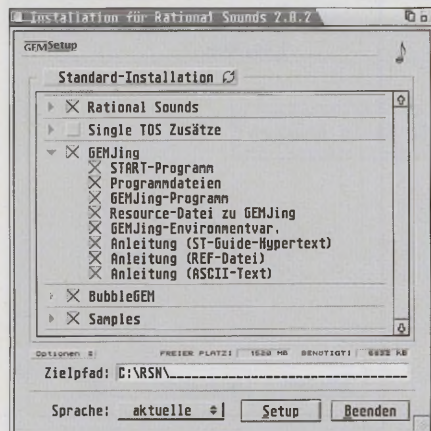 Installation für Rational Sounds 2.0.2
GEMSetup
Standard-Installation
Rational Sounds
Single TOS Zusätze
GEMJing
START-Programm
Programmdateien
GEMJing-Programm
Resource-Datei zu GEMJing
GEMJing-Environmentvar.
Anleitung (ST-Guide-Hypertext)
Anleitung (REF-Datei)
Anleitung (ASCII-Text)
BubbleGEM
Samples
Optionen FREIER PLATZ: 1520 MB BENÖTIGT: KB
Zielpfad: C:\RSN\
Sprache: aktuelle Setup Beenden